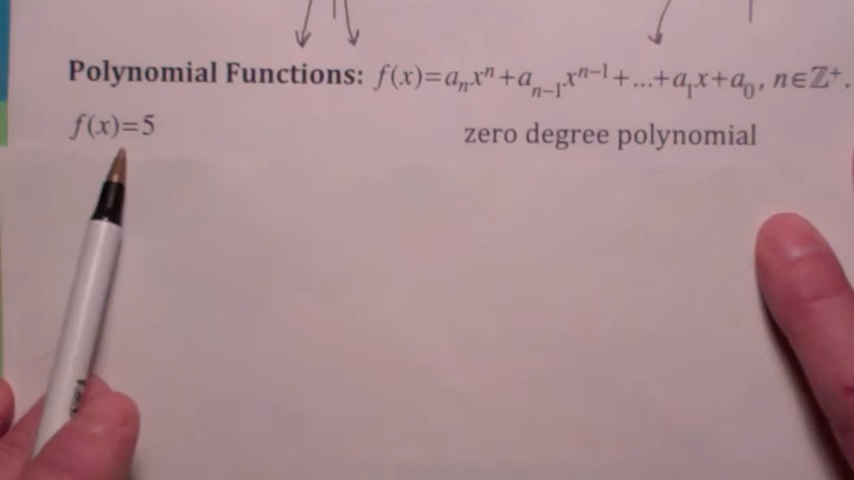 Polynomial Functions: f(x)=aₙxⁿ+aₙ₋₁xⁿ⁻¹+...+a₁x+a₀, n∈ℤ⁺.
f(x)=5 zero degree polynomial